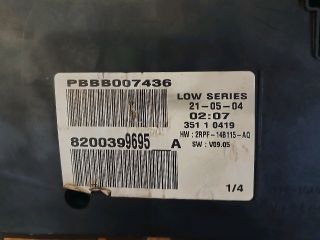 PBBB007436
LOW SERIES
21-05-04
02:07
351 1 0419
HW : 2RPF-14B115-AQ
8200399695 A
SW : V09.05
1/4